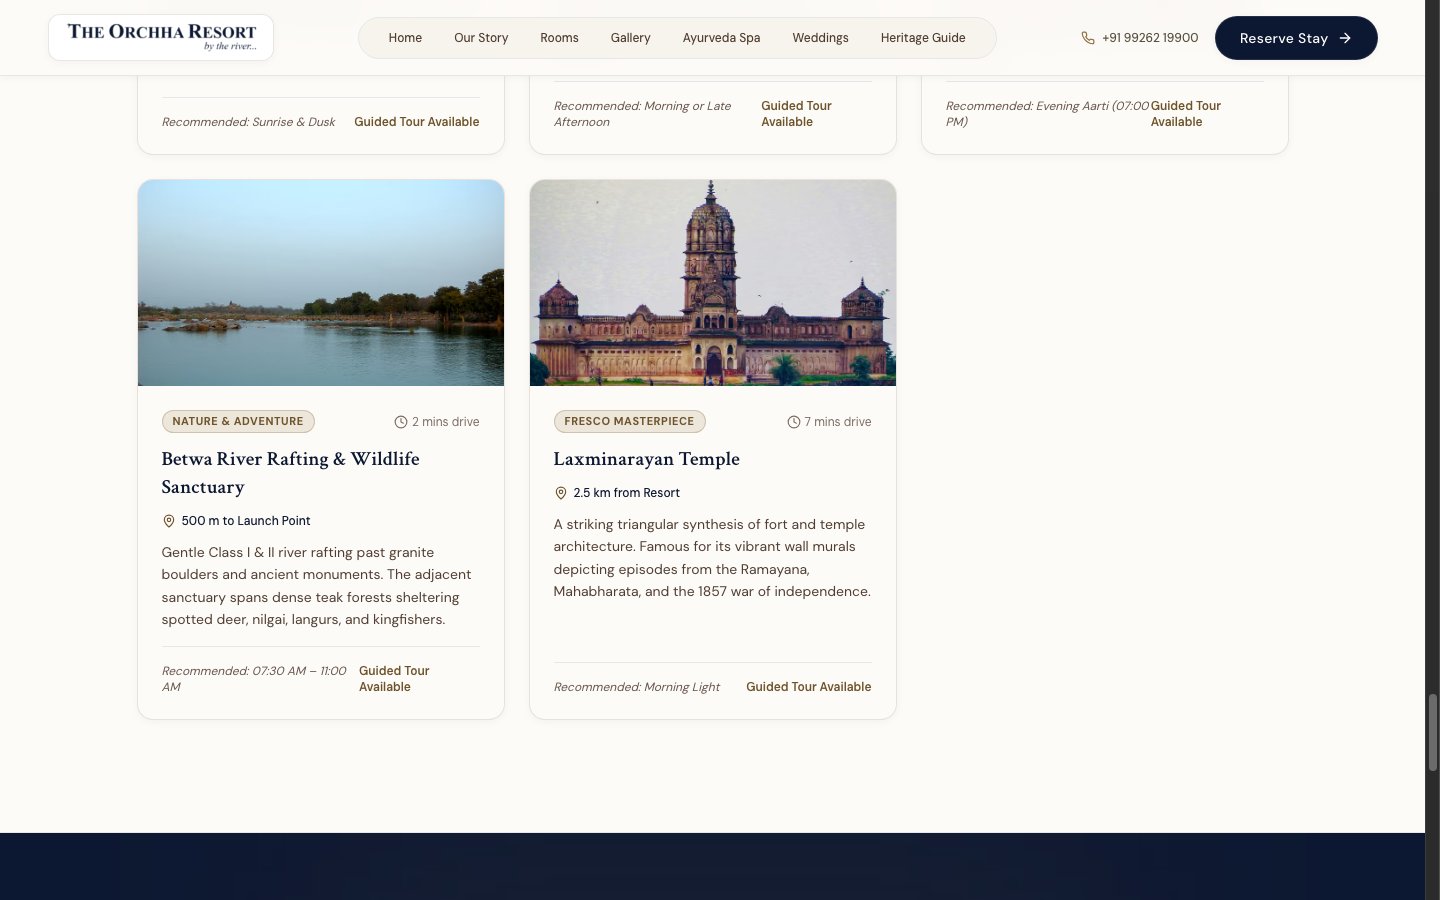 THE ORCHHA RESORT
by the river...
Home
Our Story
Rooms
Gallery
Ayurveda Spa
Weddings
Heritage Guide
+91 99262 19900
Reserve Stay
Recommended: Sunrise & Dusk
Guided Tour Available
Recommended: Morning or Late
Afternoon
Guided Tour
Available
Recommended: Evening Aarti (07:00
PM)
Guided Tour
Available
NATURE & ADVENTURE
2 mins drive
Betwa River Rafting & Wildlife
Sanctuary
500 m to Launch Point
Gentle Class I & II river rafting past granite
boulders and ancient monuments. The adjacent
sanctuary spans dense teak forests sheltering
spotted deer, nilgai, langurs, and kingfishers.
Recommended: 07:30 AM – 11:00
AM
Guided Tour
Available
FRESCO MASTERPIECE
7 mins drive
Laxminarayan Temple
2.5 km from Resort
A striking triangular synthesis of fort and temple
architecture. Famous for its vibrant wall murals
depicting episodes from the Ramayana,
Mahabharata, and the 1857 war of independence.
Recommended: Morning Light
Guided Tour Available